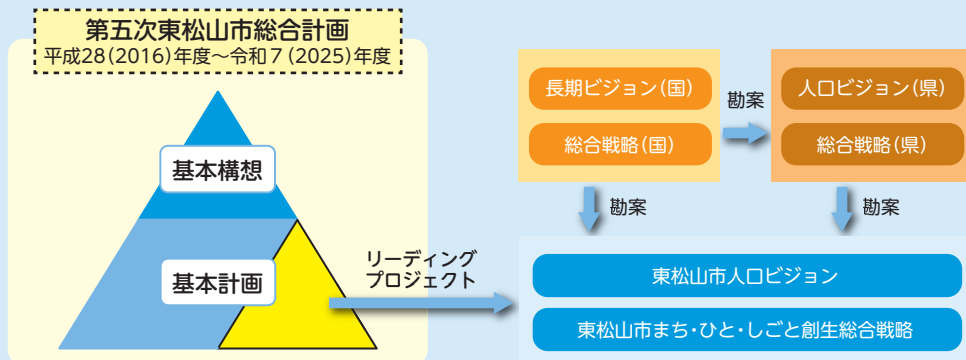 第五次東松山市総合計画
平成28(2016)年度～令和7(2025)年度
基本構想
基本計画
リーディング
プロジェクト
長期ビジョン(国)
総合戦略(国)
勘案
人口ビジョン(県)
総合戦略(県)
勘案
勘案
東松山市人口ビジョン
東松山市まち・ひと・しごと創生総合戦略